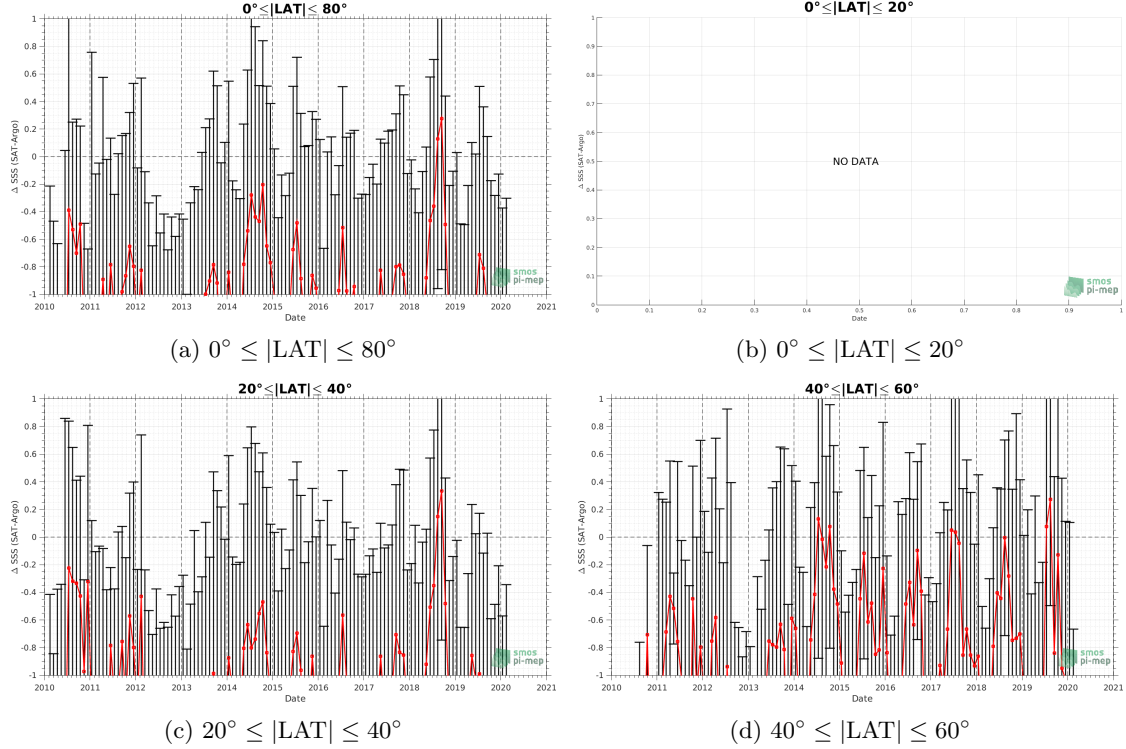 0°≤|LAT|≤ 80°
Δ SSS (SAT-Argo)
1
0.8
0.6
0.4
0.2
0
-0.2
-0.4
-0.6
-0.8
-1
2010 2011 2012 2013 2014 2015 2016 2017 2018 2019 2020 2021
Date
smos
pi-mep
(a) 0° ≤ |LAT| ≤ 80°
0°≤|LAT|≤ 20°
Δ SSS (SAT-Argo)
1
0.9
0.8
0.7
0.6
0.5
0.4
0.3
0.2
0.1
0
NO DATA
0 0.1 0.2 0.3 0.4 0.5 0.6 0.7 0.8 0.9 1
Date
smos
pi-mep
(b) 0° ≤ |LAT| ≤ 20°
20°≤|LAT|≤ 40°
Δ SSS (SAT-Argo)
1
0.8
0.6
0.4
0.2
0
-0.2
-0.4
-0.6
-0.8
-1
2010 2011 2012 2013 2014 2015 2016 2017 2018 2019 2020 2021
Date
smos
pi-mep
(c) 20° ≤ |LAT| ≤ 40°
40°≤|LAT|≤ 60°
Δ SSS (SAT-Argo)
1
0.8
0.6
0.4
0.2
0
-0.2
-0.4
-0.6
-0.8
-1
2010 2011 2012 2013 2014 2015 2016 2017 2018 2019 2020 2021
Date
smos
pi-mep
(d) 40° ≤ |LAT| ≤ 60°